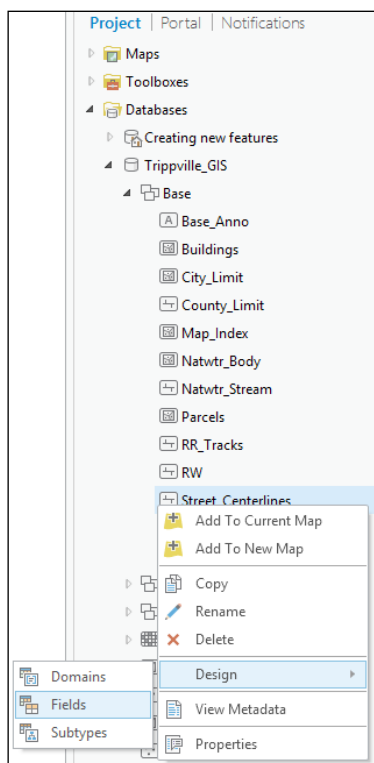 Project | Portal | Notifications
Maps
Toolboxes
Databases
Creating new features
Trippville_GIS
Base
A Base_Anno
Buildings
City_Limit
County_Limit
Map_Index
Natwtr_Body
Natwtr_Stream
Parcels
RR_Tracks
RW
Street_Centerlines
Add To Current Map
Add To New Map
Copy
Rename
Delete
Design
View Metadata
Properties
Domains
Fields
Subtypes